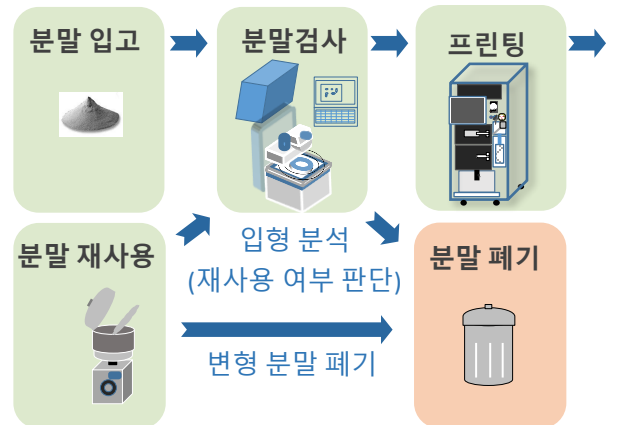 분말 입고
분말검사
프린팅
분말 재사용
입형 분석
(재사용 여부 판단)
분말 폐기
변형 분말 폐기